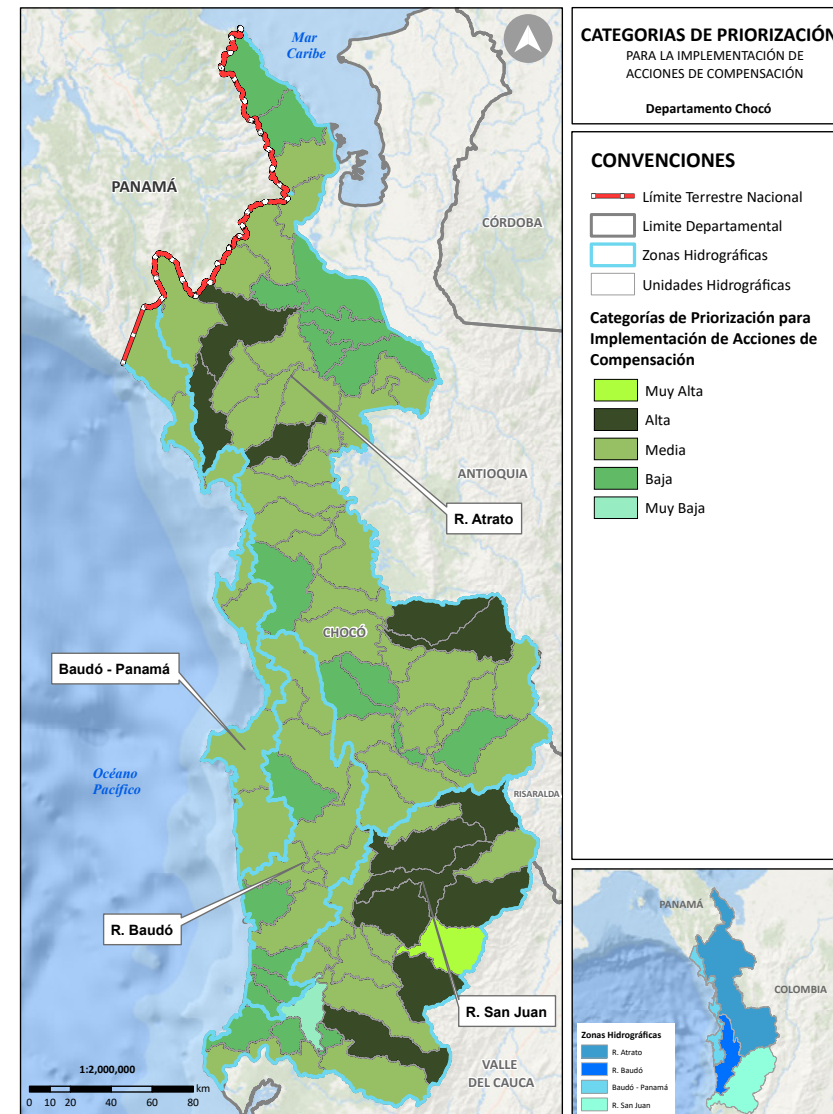 Mar
Caribe
PANAMÁ
CÓRDOBA
ANTIOQUIA
R. Atrato
CHOCÓ
Baudó - Panamá
Océano
Pacífico
RISARALDA
R. Baudó
R. San Juan
VALLE
DEL CAUCA
1:2,000,000
km
0 10 20 40 60 80
CATEGORIAS DE PRIORIZACIÓN
PARA LA IMPLEMENTACIÓN DE
ACCIONES DE COMPENSACIÓN
Departamento Chocó
CONVENCIONES
Límite Terrestre Nacional
Limite Departamental
Zonas Hidrográficas
Unidades Hidrográficas
Categorías de Priorización para
Implementación de Acciones de
Compensación
Muy Alta
Alta
Media
Baja
Muy Baja
PANAMÁ
COLOMBIA
Zonas Hidrográficas
R. Atrato
R. Baudó
Baudó - Panamá
R. San Juan